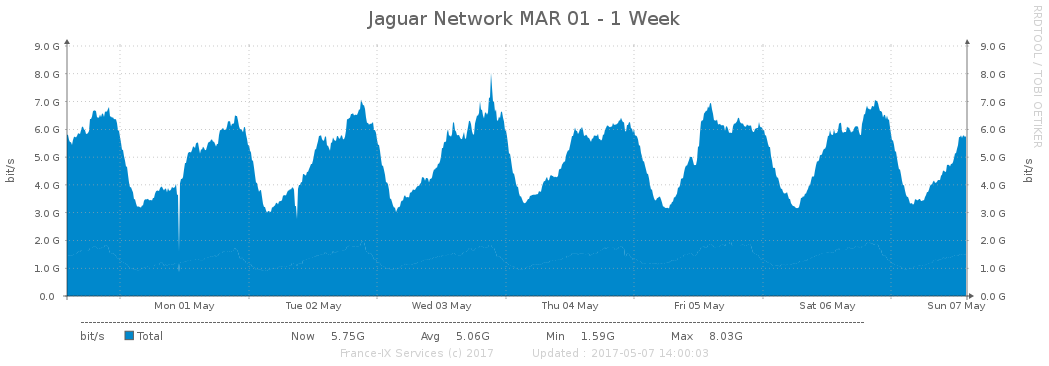 Jaguar Network MAR 01 - 1 Week
RRDTOOL / TOBI OETIKER
bit/s
9.0 G
8.0 G
7.0 G
6.0 G
5.0 G
4.0 G
3.0 G
2.0 G
1.0 G
0.0
9.0 G
8.0 G
7.0 G
6.0 G
5.0 G
4.0 G
3.0 G
2.0 G
1.0 G
0.0 G
bit/s
Mon 01 May Tue 02 May Wed 03 May Thu 04 May Fri 05 May Sat 06 May Sun 07 May
bit/s Total Now 5.75G Avg 5.06G Min 1.59G Max 8.03G
France-IX Services (c) 2017 Updated : 2017-05-07 14:00:03